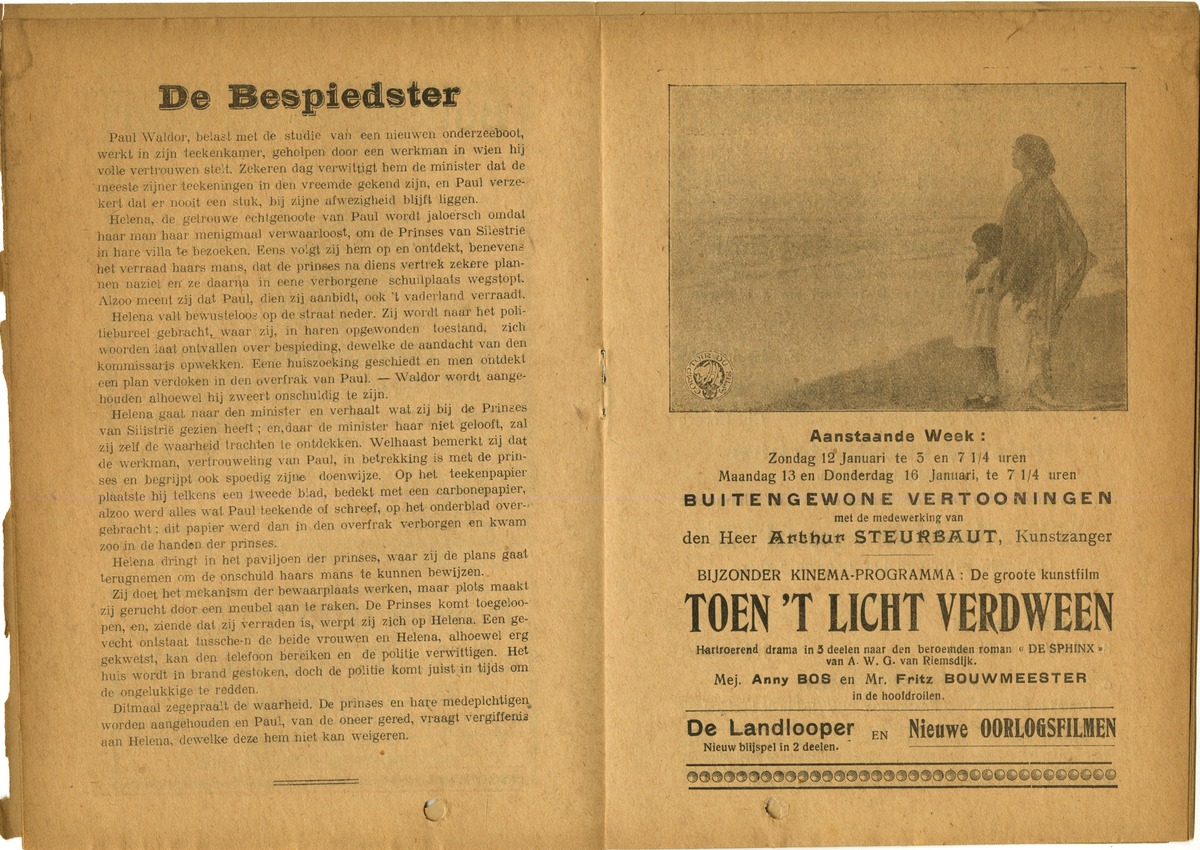 De Bespiedster
Paul Waldor, belast met de studie van een nieuwen onderzeeboot,
werkt in zijn teekenkamer, geholpen door een werkman in wien hij
volle vertrouwen stelt. Zekeren dag verwittigt hem de minister dat de
meeste zijner teekeningen in den vreemde gekend zijn, en Paul verze-
kert dat er nooit een stuk, bij zijne afwezigheid blijft liggen.
Helena, de getrouwe echtgenoote van Paul wordt jaloersch omdat
haar man haar menigmaal verwaarloost, om de Prinses van Silestrië
in hare villa te bezoeken. Eens volgt zij hem op en ontdekt, benevens
het verraad haars mans, dat de prinses na diens vertrek zekere plan-
nen naziet en ze daarna in eene verborgene schuilplaats wegstopt.
Alzoo meent zij dat Paul, dien zij aanbidt, ook 't vaderland verraadt.
Helena valt bewusteloos op de straat neder. Zij wordt naar het poli-
tiebureel gebracht, waar zij, in haren opgewonden toestand, zich
woorden laat ontvallen over bespieding, dewelke de aandacht van den
kommissaris opwekken. Eene huiszoeking geschiedt en men ontdekt
een plan verdoken in den overfrak van Paul. — Waldor wordt aange-
houden alhoewel hij zweert onschuldig te zijn.
Helena gaat naar den minister en verhaalt wat zij bij de Prinses
van Silistrië gezien heeft ; en, daar de minister haar niet gelooft, zal
zij zelf de waarheid trachten te ontdekken. Welhaast bemerkt zij dat
de werkman, vertrouweling van Paul, in betrekking is met de prin-
ses en begrijpt ook spoedig zijne doenwijze. Op het teekenpapier
plaatste hij telkens een tweede blad, bedekt met een carbonepapier,
alzoo werd alles wat Paul teekende of schreef, op het onderblad over-
gebracht ; dit papier werd dan in den overfrak verborgen en kwam
zoo in de handen der prinses.
Helena dringt in het paviljoen der prinses, waar zij de plans gaat
terugnemen om de onschuld haars mans te kunnen bewijzen.
Zij doet het mekanism der bewaarplaats werken, maar plots maakt
zij gerucht door een meubel aan te raken. De Prinses komt toegeloo-
pen, en, ziende dat zij verraden is, werpt zij zich op Helena. Een ge-
vecht ontstaat tusschen de beide vrouwen en Helena, alhoewel erg
gekwetst, kan den telefoon bereiken en de politie verwittigen. Het
huis wordt in brand gestoken, doch de politie komt juist in tijds om
de ongelukkige te redden.
Ditmaal zegepraalt de waarheid. De prinses en hare medeplichtigen
worden aangehouden en Paul, van de oneer gered, vraagt vergiffenis
aan Helena, dewelke deze hem niet kan weigeren.
Aanstaande Week :
Zondag 12 Januari te 3 en 7 1/4 uren
Maandag 13 en Donderdag 16 Januari, te 7 1/4 uren
BUITENGEWONE VERTOONINGEN
met de medewerking van
den Heer Arthur STEURBAUT, Kunstzanger
BIJZONDER KINEMA-PROGRAMMA : De groote kunstfilm
TOEN 'T LICHT VERDWEEN
Hartroerend drama in 5 deelen naar den beroemden roman « DE SPHINX »
van A. W. G. van Riemsdijk.
Mej. Anny BOS en Mr. Fritz BOUWMEESTER
in de hoofdrollen.
De Landlooper EN Nieuwe OORLOGSFILMEN
Nieuw blijspel in 2 deelen.